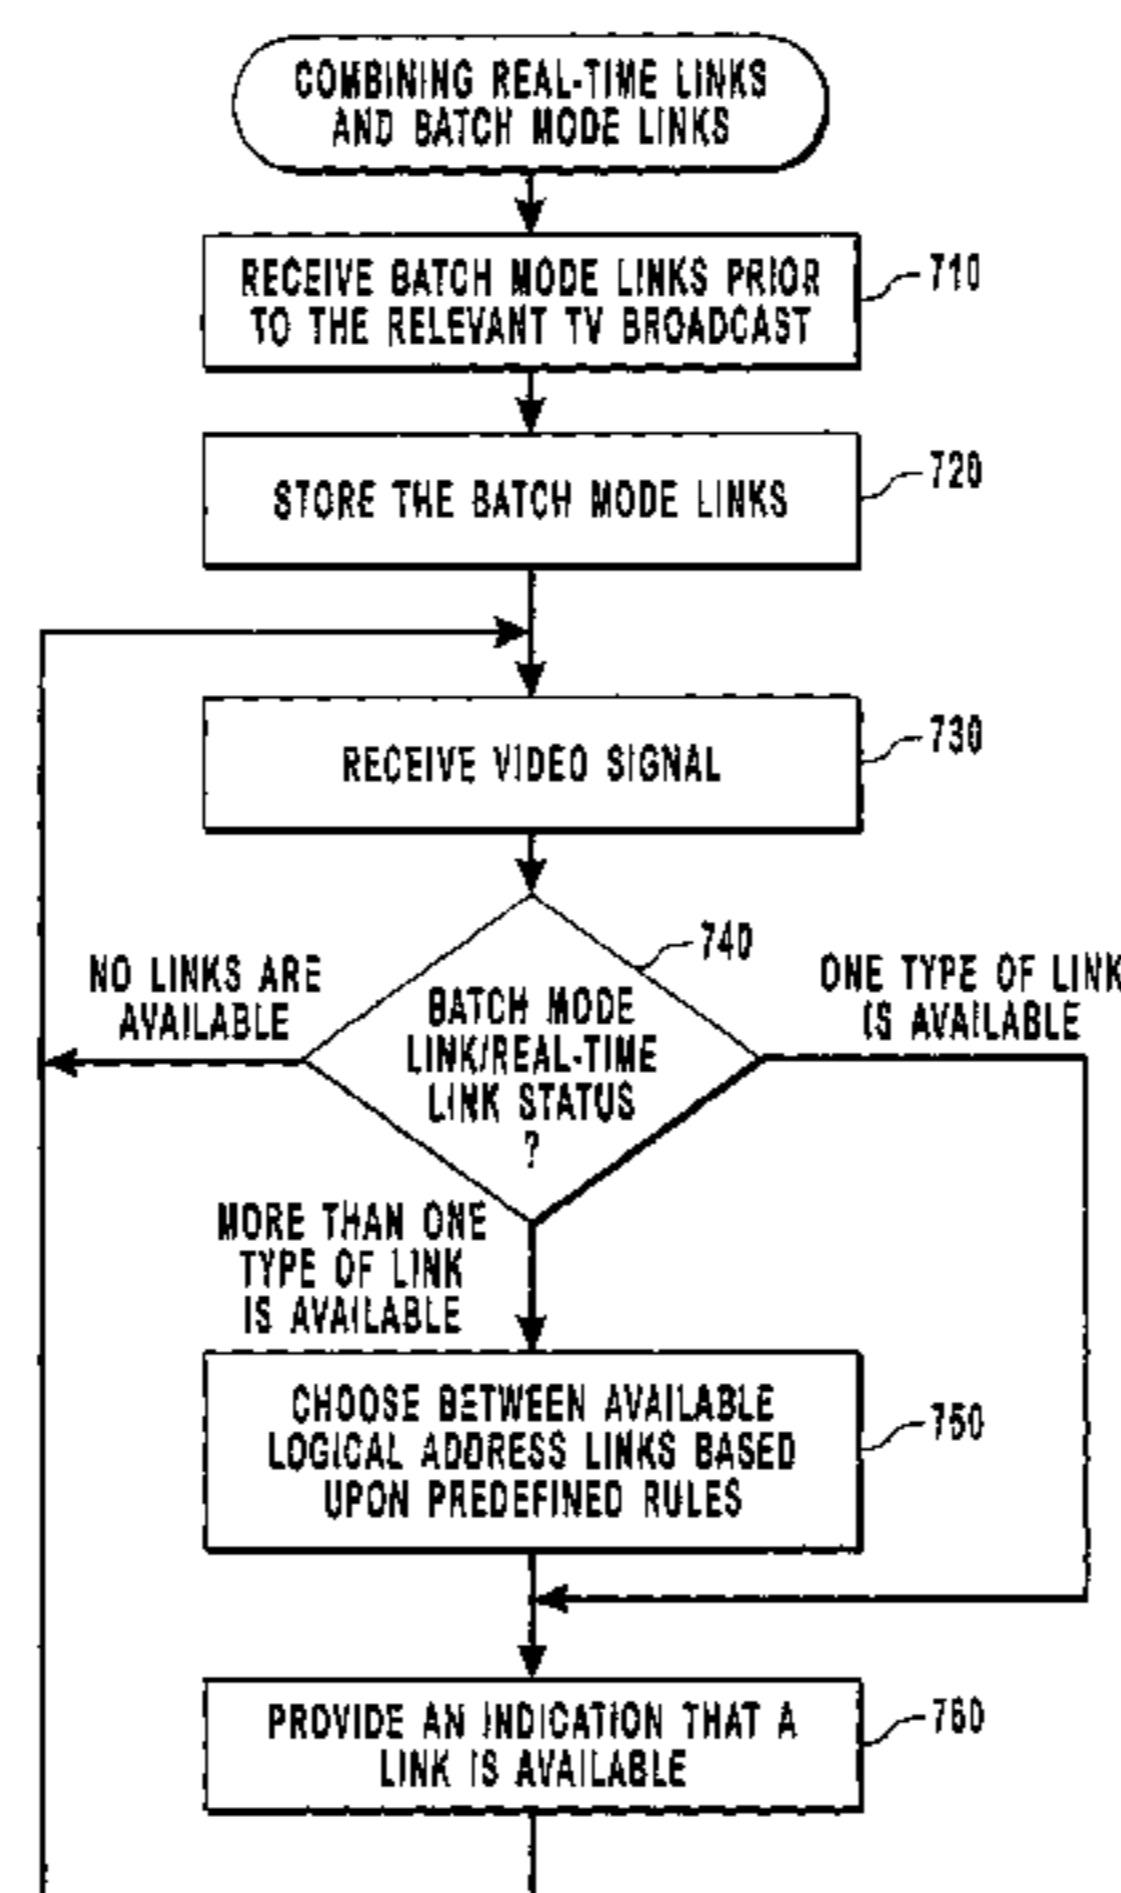 COMBINING REAL-TIME LINKS
AND BATCH MODE LINKS
RECEIVE BATCH MODE LINKS PRIOR
TO THE RELEVANT TV BROADCAST
710
STORE THE BATCH MODE LINKS
720
RECEIVE VIDEO SIGNAL
730
740
NO LINKS ARE
AVAILABLE
BATCH MODE
LINK/REAL-TIME
LINK STATUS
?
ONE TYPE OF LINK
IS AVAILABLE
MORE THAN ONE
TYPE OF LINK
IS AVAILABLE
CHOOSE BETWEEN AVAILABLE
LOGICAL ADDRESS LINKS BASED
UPON PREDEFINED RULES
750
PROVIDE AN INDICATION THAT A
LINK IS AVAILABLE
760